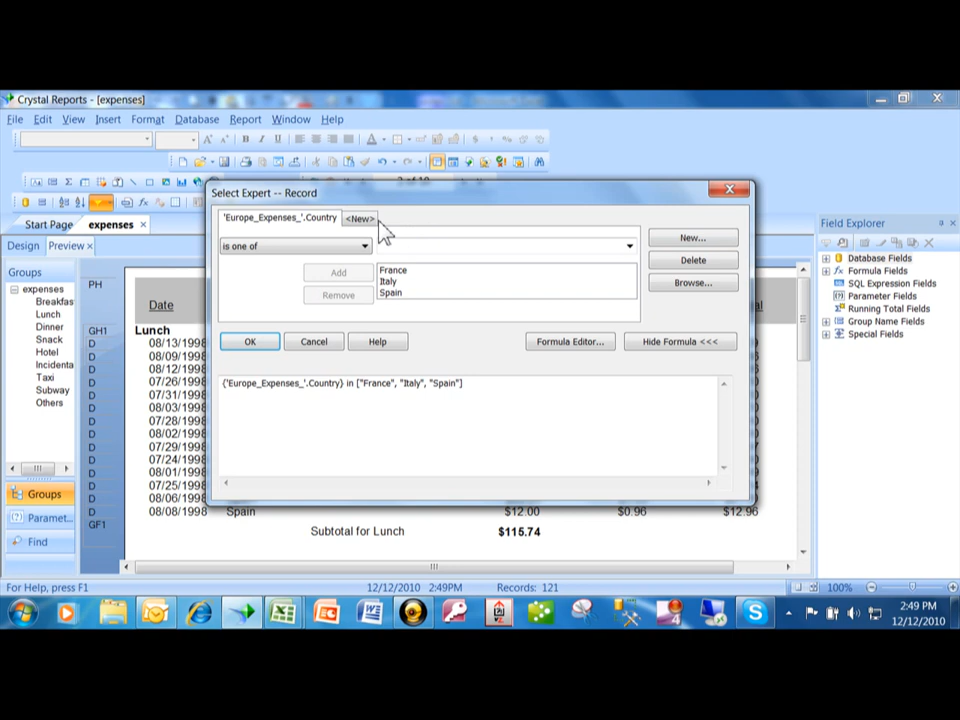 Crystal Reports - [expenses]
File Edit View Insert Format Database Report Window Help
Select Expert -- Record
'Europe_Expenses_'.Country <New>
is one of
Add
Remove
France
Italy
Spain
New...
Delete
Browse...
OK Cancel Help Formula Editor... Hide Formula <<<
{'Europe_Expenses_'.Country} in ["France", "Italy", "Spain"]
Start Page expenses
Design Preview
Groups
expenses
Breakfas
Lunch
Dinner
Snack
Hotel
Incidenta
Taxi
Subway
Others
Groups
Paramet...
Find
PH
Date
GH1 Lunch
D 08/13/1998
D 08/09/1998
D 08/12/1998
D 07/26/1998
D 07/31/1998
D 08/03/1998
D 07/28/1998
D 08/02/1998
D 07/29/1998
D 07/27/1998
D 07/24/1998
D 08/01/1998
D 07/25/1998
D 08/06/1998
D 08/08/1998 Spain $12.00 $0.96 $12.96
GF1 Subtotal for Lunch $115.74
Field Explorer
Database Fields
Formula Fields
SQL Expression Fields
Parameter Fields
Running Total Fields
Group Name Fields
Special Fields
For Help, press F1 12/12/2010 2:49PM Records: 121 100%
2:49 PM
12/12/2010